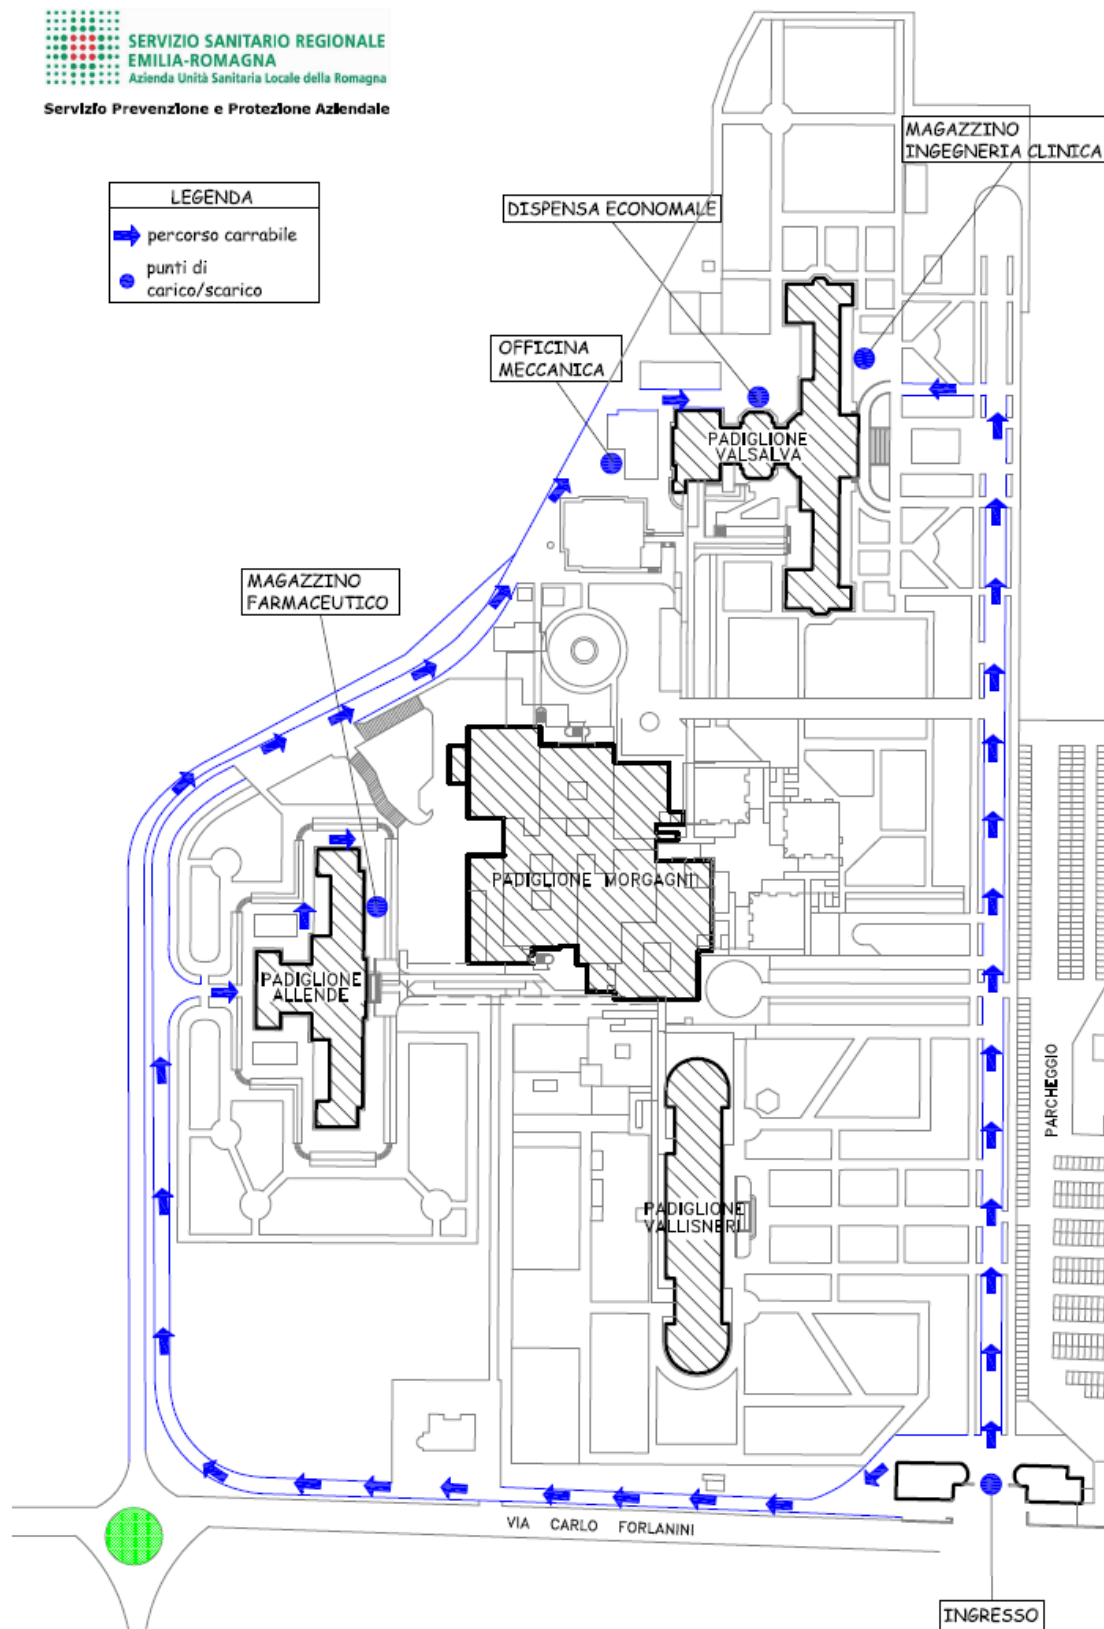 SERVIZIO SANITARIO REGIONALE
EMILIA-ROMAGNA
Azienda Unità Sanitaria Locale della Romagna
Servizio Prevenzione e Protezione Aziendale
MAGAZZINO
INGEGNERIA CLINICA
LEGENDA
percorso carrabile
punti di
carico/scarico
DISPENSA ECONOMALE
OFFICINA
MECCANICA
PADIGLIONE
VALSALVA
MAGAZZINO
FARMACEUTICO
PADIGLIONE MORGAGNI
PADIGLIONE
ALLENDE
PARCHEGGIO
PADIGLIONE
VALLISNERI
VIA CARLO FORLANINI
INGRESSO